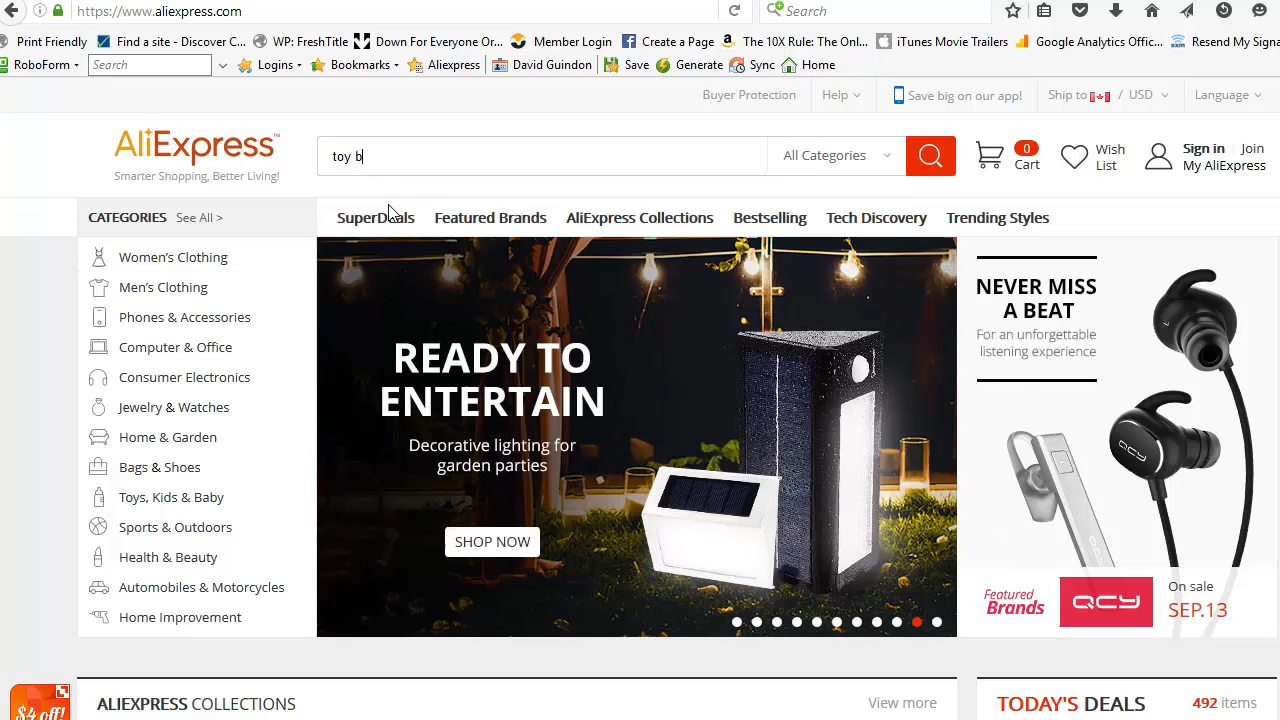 https://www.aliexpress.com
Search
Print Friendly
Find a site - Discover C...
WP: FreshTitle
Down For Everyone Or...
Member Login
Create a Page
The 10X Rule: The Onl...
iTunes Movie Trailers
Google Analytics Offic...
Resend My Signa
RoboForm
Search
Logins
Bookmarks
Aliexpress
David Guindon
Save
Generate
Sync
Home
Buyer Protection
Help
Save big on our app!
Ship to / USD
Language
AliExpress™
Smarter Shopping, Better Living!
toy b
All Categories
0
Cart
Wish
List
Sign in Join
My AliExpress
CATEGORIES See All >
SuperDeals
Featured Brands
AliExpress Collections
Bestselling
Tech Discovery
Trending Styles
Women's Clothing
Men's Clothing
Phones & Accessories
Computer & Office
Consumer Electronics
Jewelry & Watches
Home & Garden
Bags & Shoes
Toys, Kids & Baby
Sports & Outdoors
Health & Beauty
Automobiles & Motorcycles
Home Improvement
READY TO
ENTERTAIN
Decorative lighting for
garden parties
SHOP NOW
NEVER MISS
A BEAT
For an unforgettable
listening experience
QCY
Featured
Brands
QCY
On sale
SEP.13
$4 off!
ALIEXPRESS COLLECTIONS
View more
TODAY'S DEALS
492 items